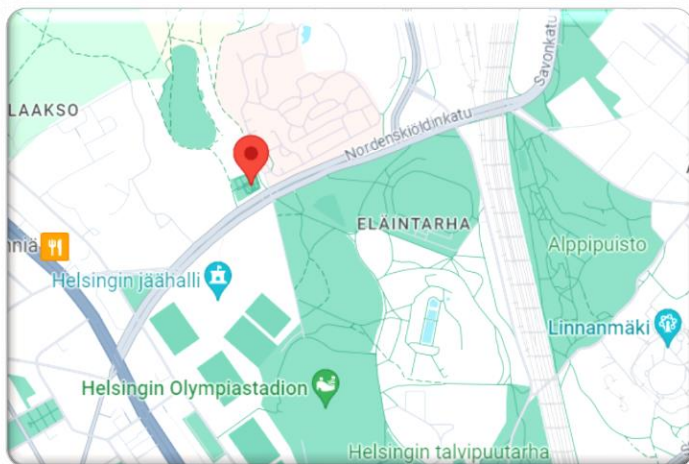 LAAKSO
Savonkatu
Nordenskiöldinkatu
ELÄINTARHA
Alppipuisto
Helsingin jäähalli
Linnanmäki
Helsingin Olympiastadion
Helsingin talvipuutarha